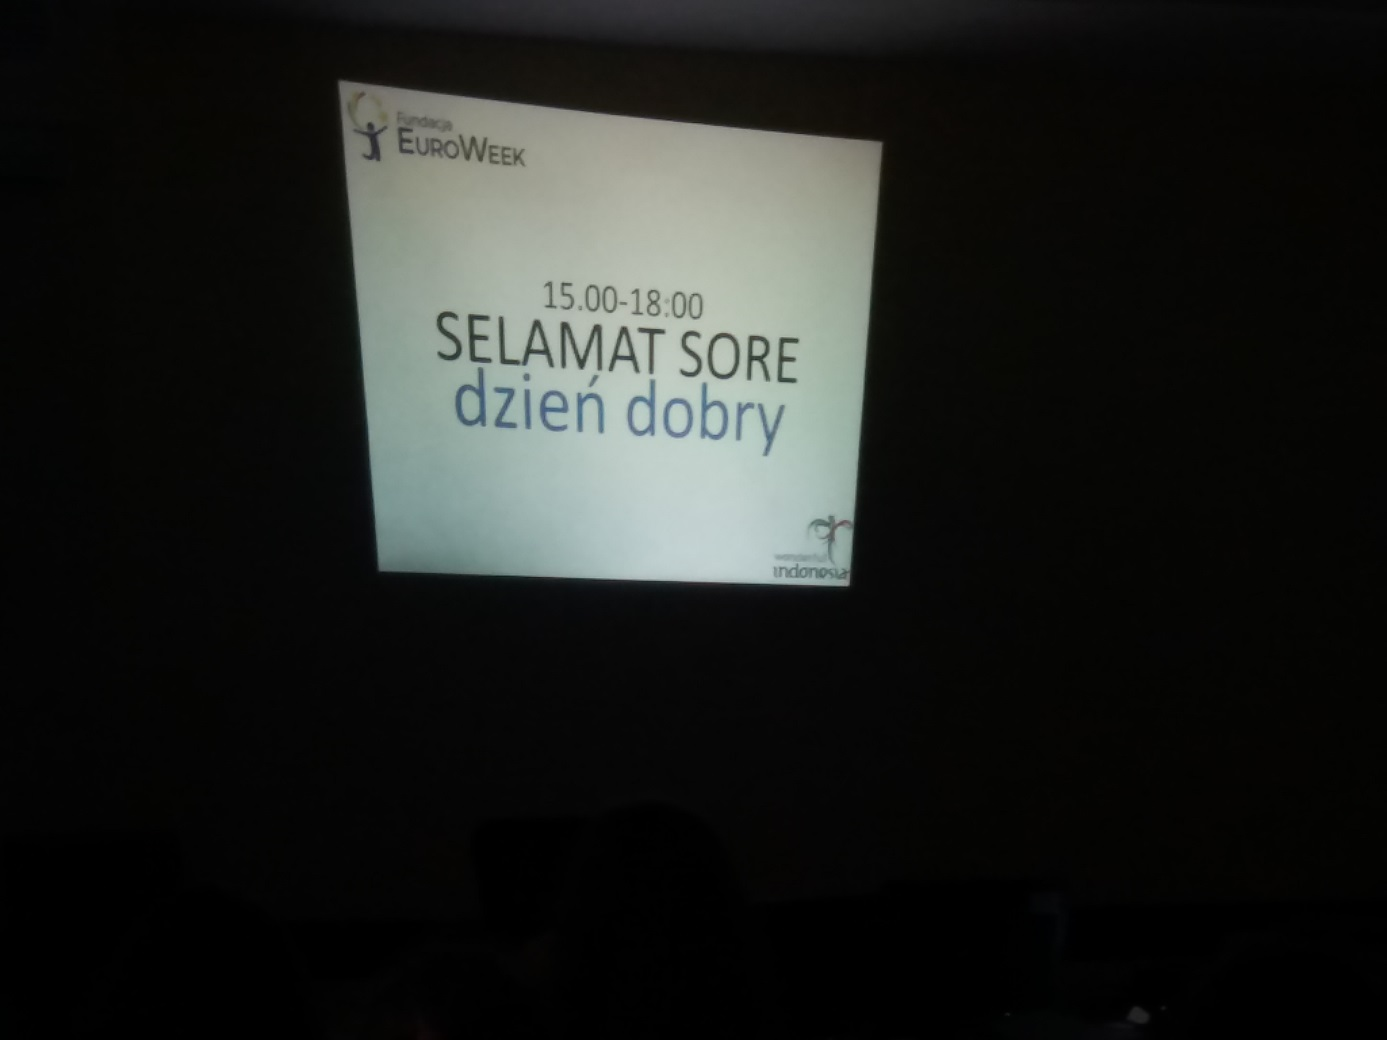 Fundacja
EUROWEEK
15.00-18:00
SELAMAT SORE
dzień dobry
wonderful
indonesia